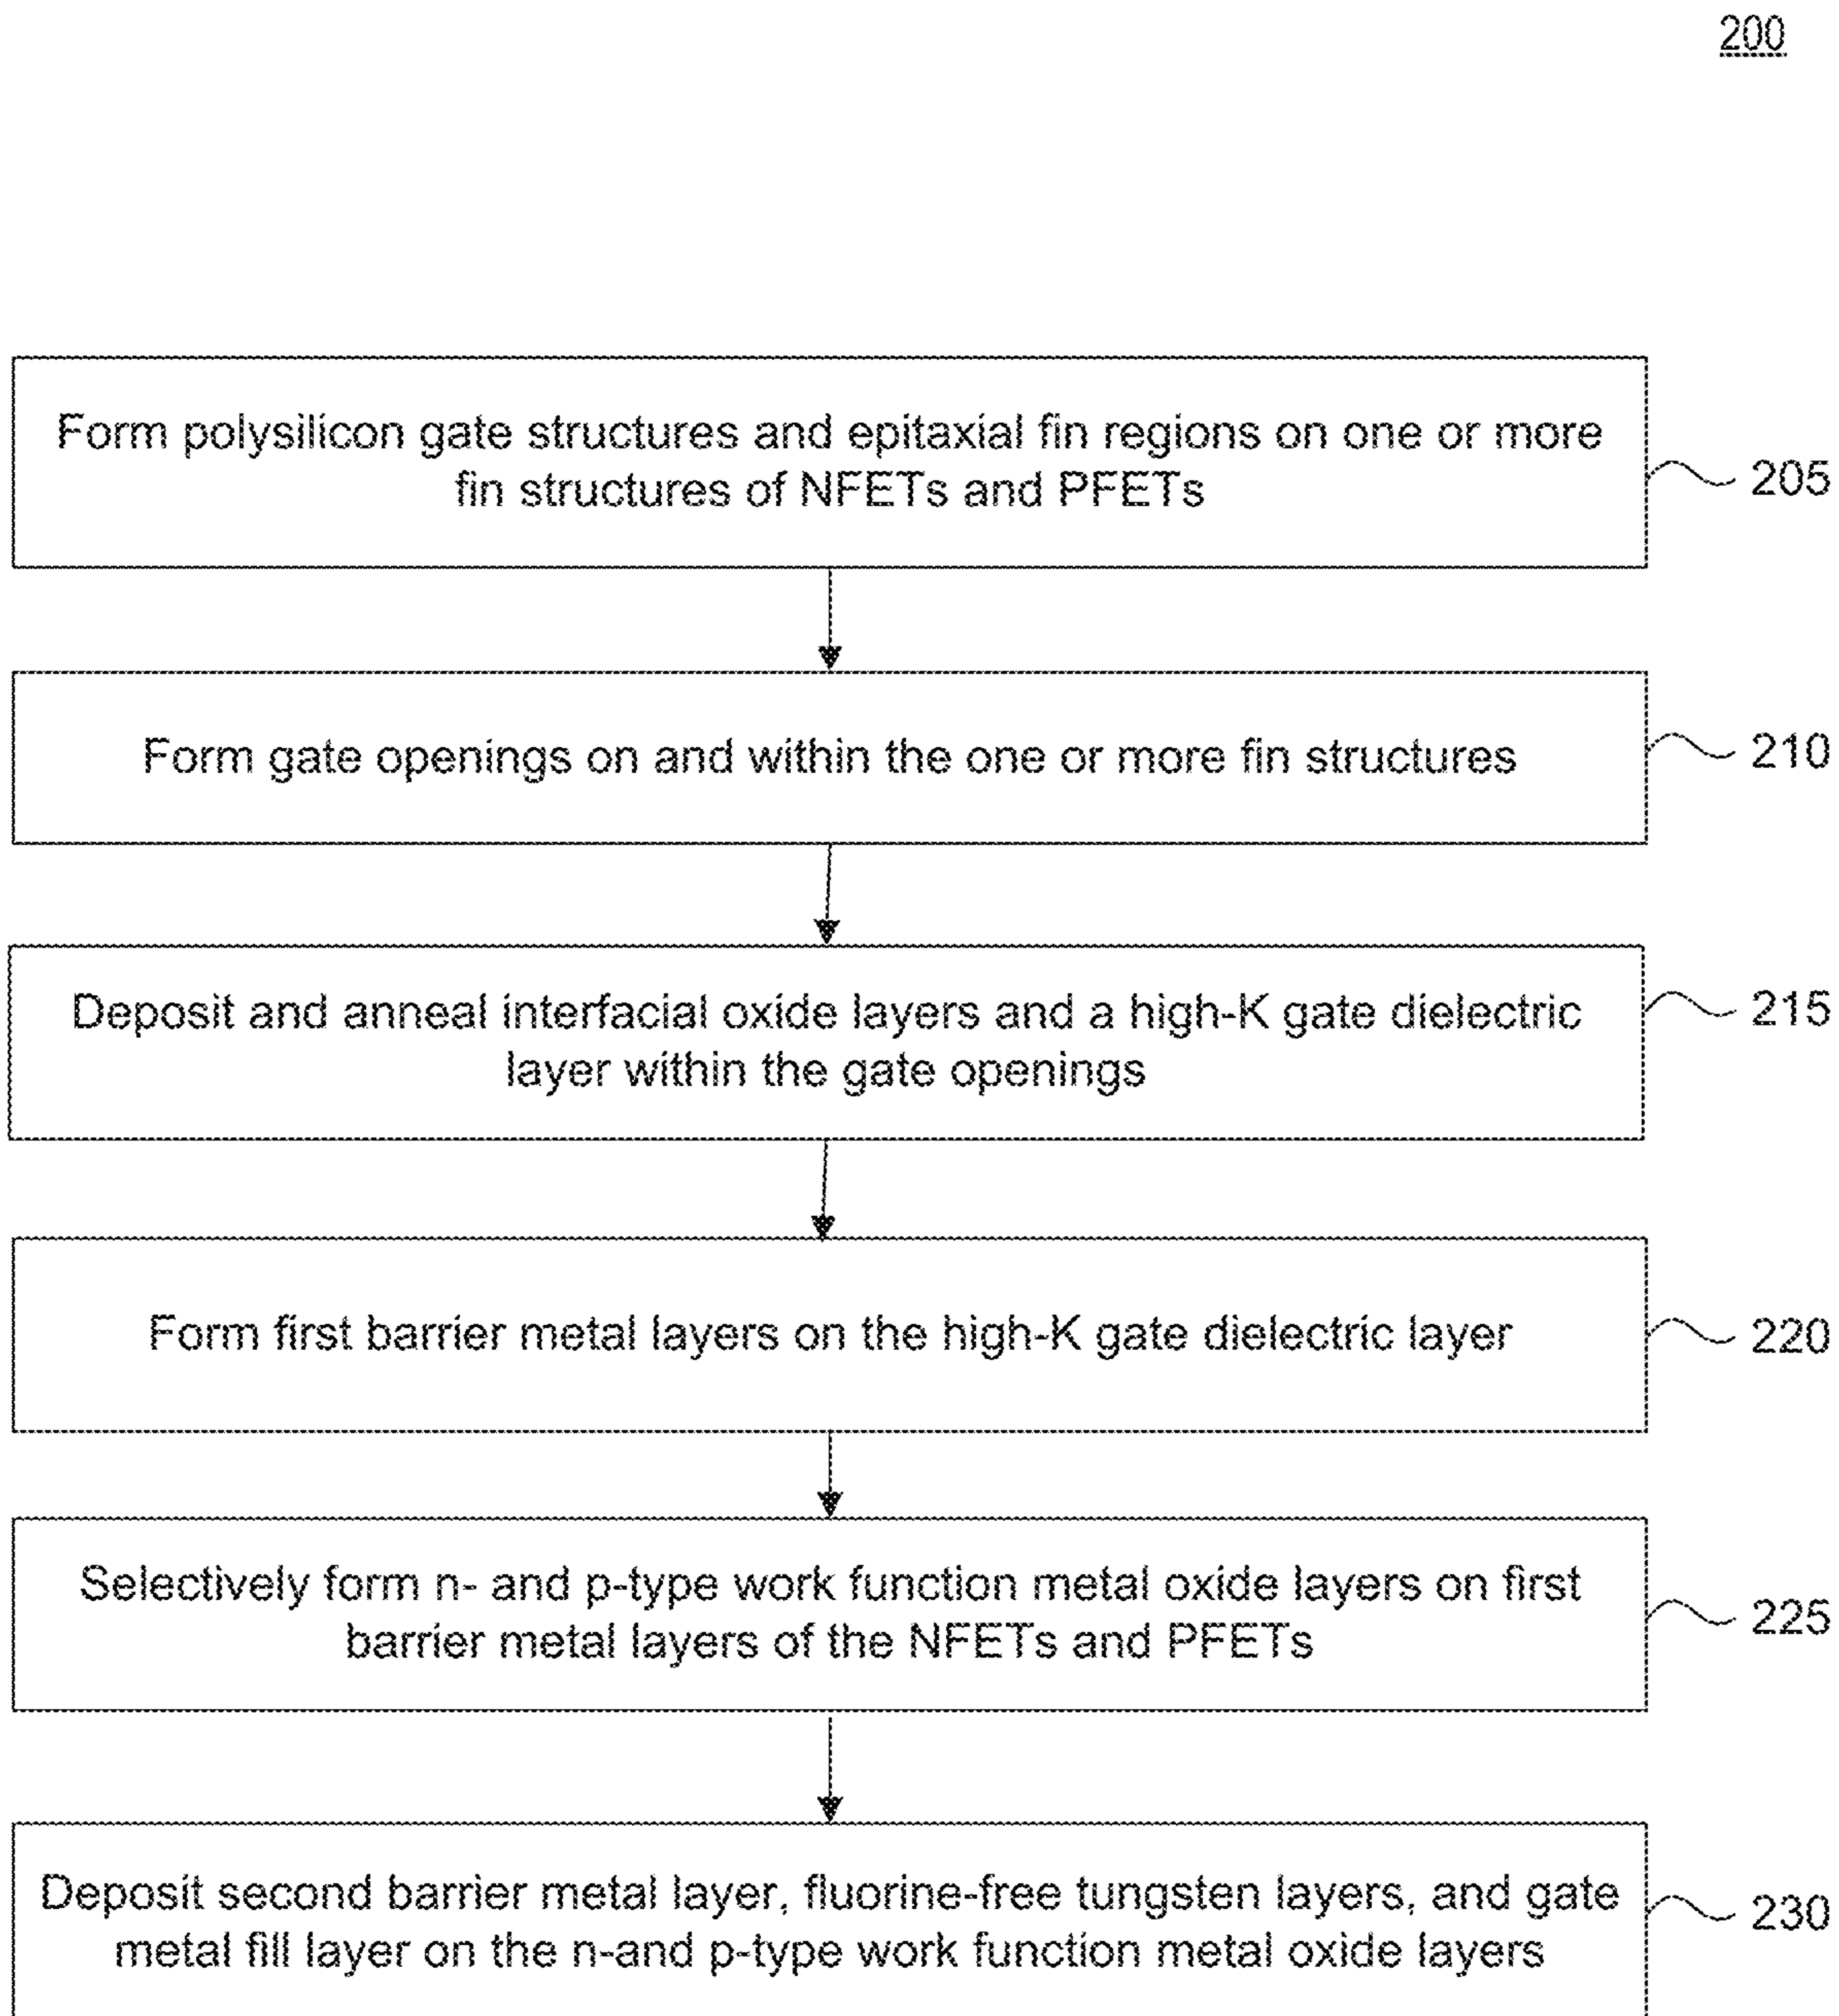 200
Form polysilicon gate structures and epitaxial fin regions on one or more
fin structures of NFETs and PFETs
205
Form gate openings on and within the one or more fin structures
210
Deposit and anneal interfacial oxide layers and a high-K gate dielectric
layer within the gate openings
215
Form first barrier metal layers on the high-K gate dielectric layer
220
Selectively form n- and p-type work function metal oxide layers on first
barrier metal layers of the NFETs and PFETs
225
Deposit second barrier metal layer, fluorine-free tungsten layers, and gate
metal fill layer on the n-and p-type work function metal oxide layers
230